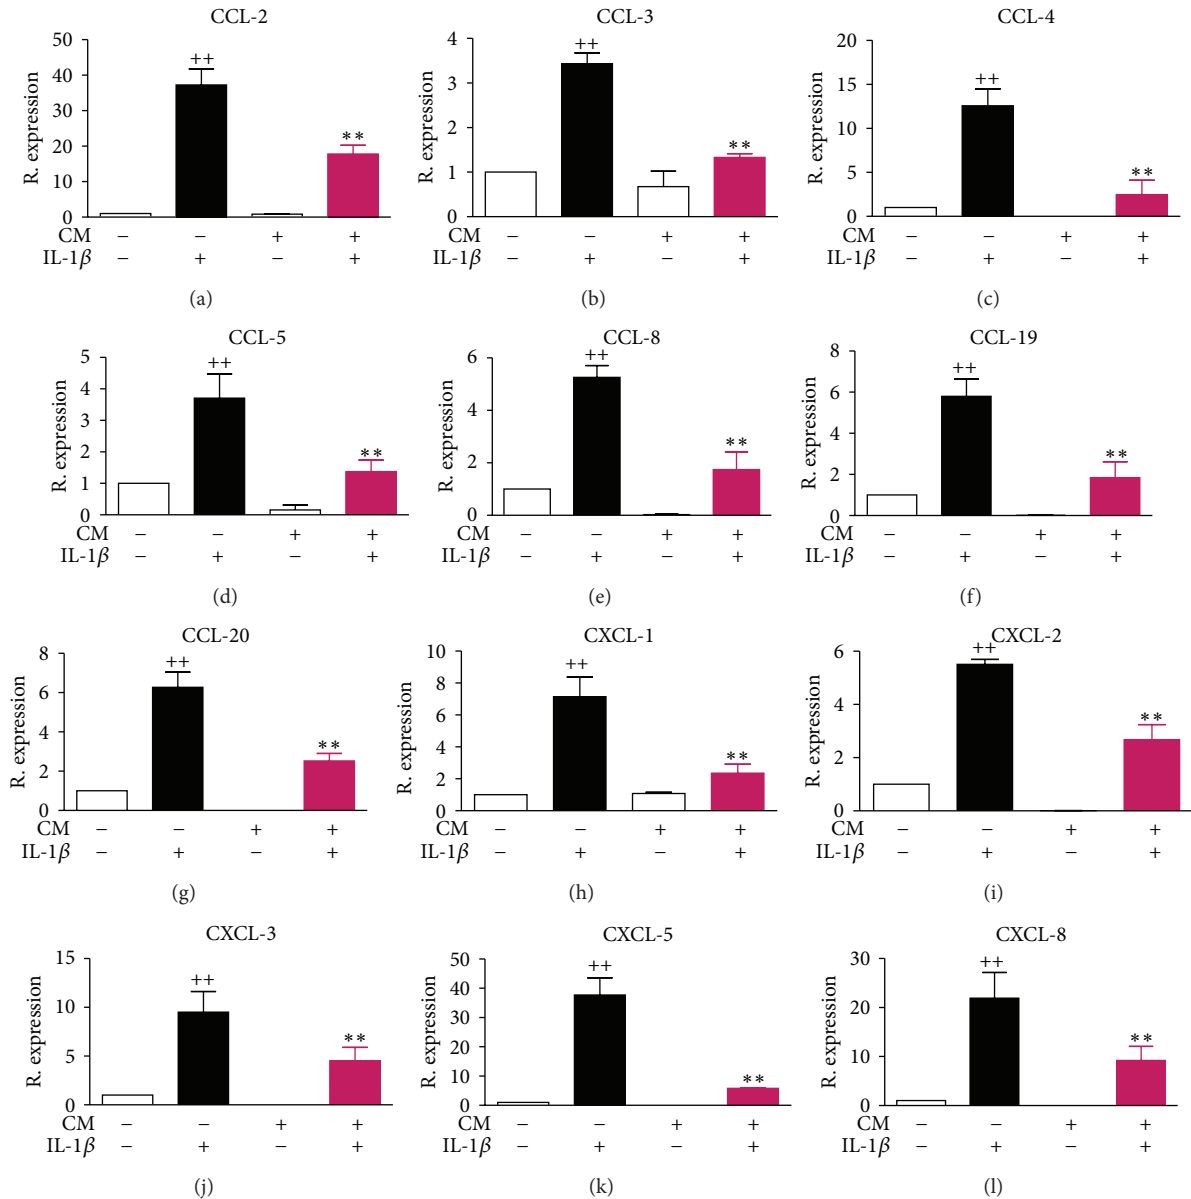 CCL-2
R. expression
50
40
30
20
10
0
++
**
CM − − + +
IL-1β − + − +
(a)
CCL-3
R. expression
4
3
2
1
0
++
**
CM − − + +
IL-1β − + − +
(b)
CCL-4
R. expression
20
15
10
5
0
++
**
CM − − + +
IL-1β − + − +
(c)
CCL-5
R. expression
5
4
3
2
1
0
++
**
CM − − + +
IL-1β − + − +
(d)
CCL-8
R. expression
6
4
2
0
++
**
CM − − + +
IL-1β − + − +
(e)
CCL-19
R. expression
8
6
4
2
0
++
**
CM − − + +
IL-1β − + − +
(f)
CCL-20
R. expression
8
6
4
2
0
++
**
CM − − + +
IL-1β − + − +
(g)
CXCL-1
R. expression
10
8
6
4
2
0
++
**
CM − − + +
IL-1β − + − +
(h)
CXCL-2
R. expression
6
4
2
0
++
**
CM − − + +
IL-1β − + − +
(i)
CXCL-3
R. expression
15
10
5
0
++
**
CM − − + +
IL-1β − + − +
(j)
CXCL-5
R. expression
50
40
30
20
10
0
++
**
CM − − + +
IL-1β − + − +
(k)
CXCL-8
R. expression
30
20
10
0
++
**
CM − − + +
IL-1β − + − +
(l)